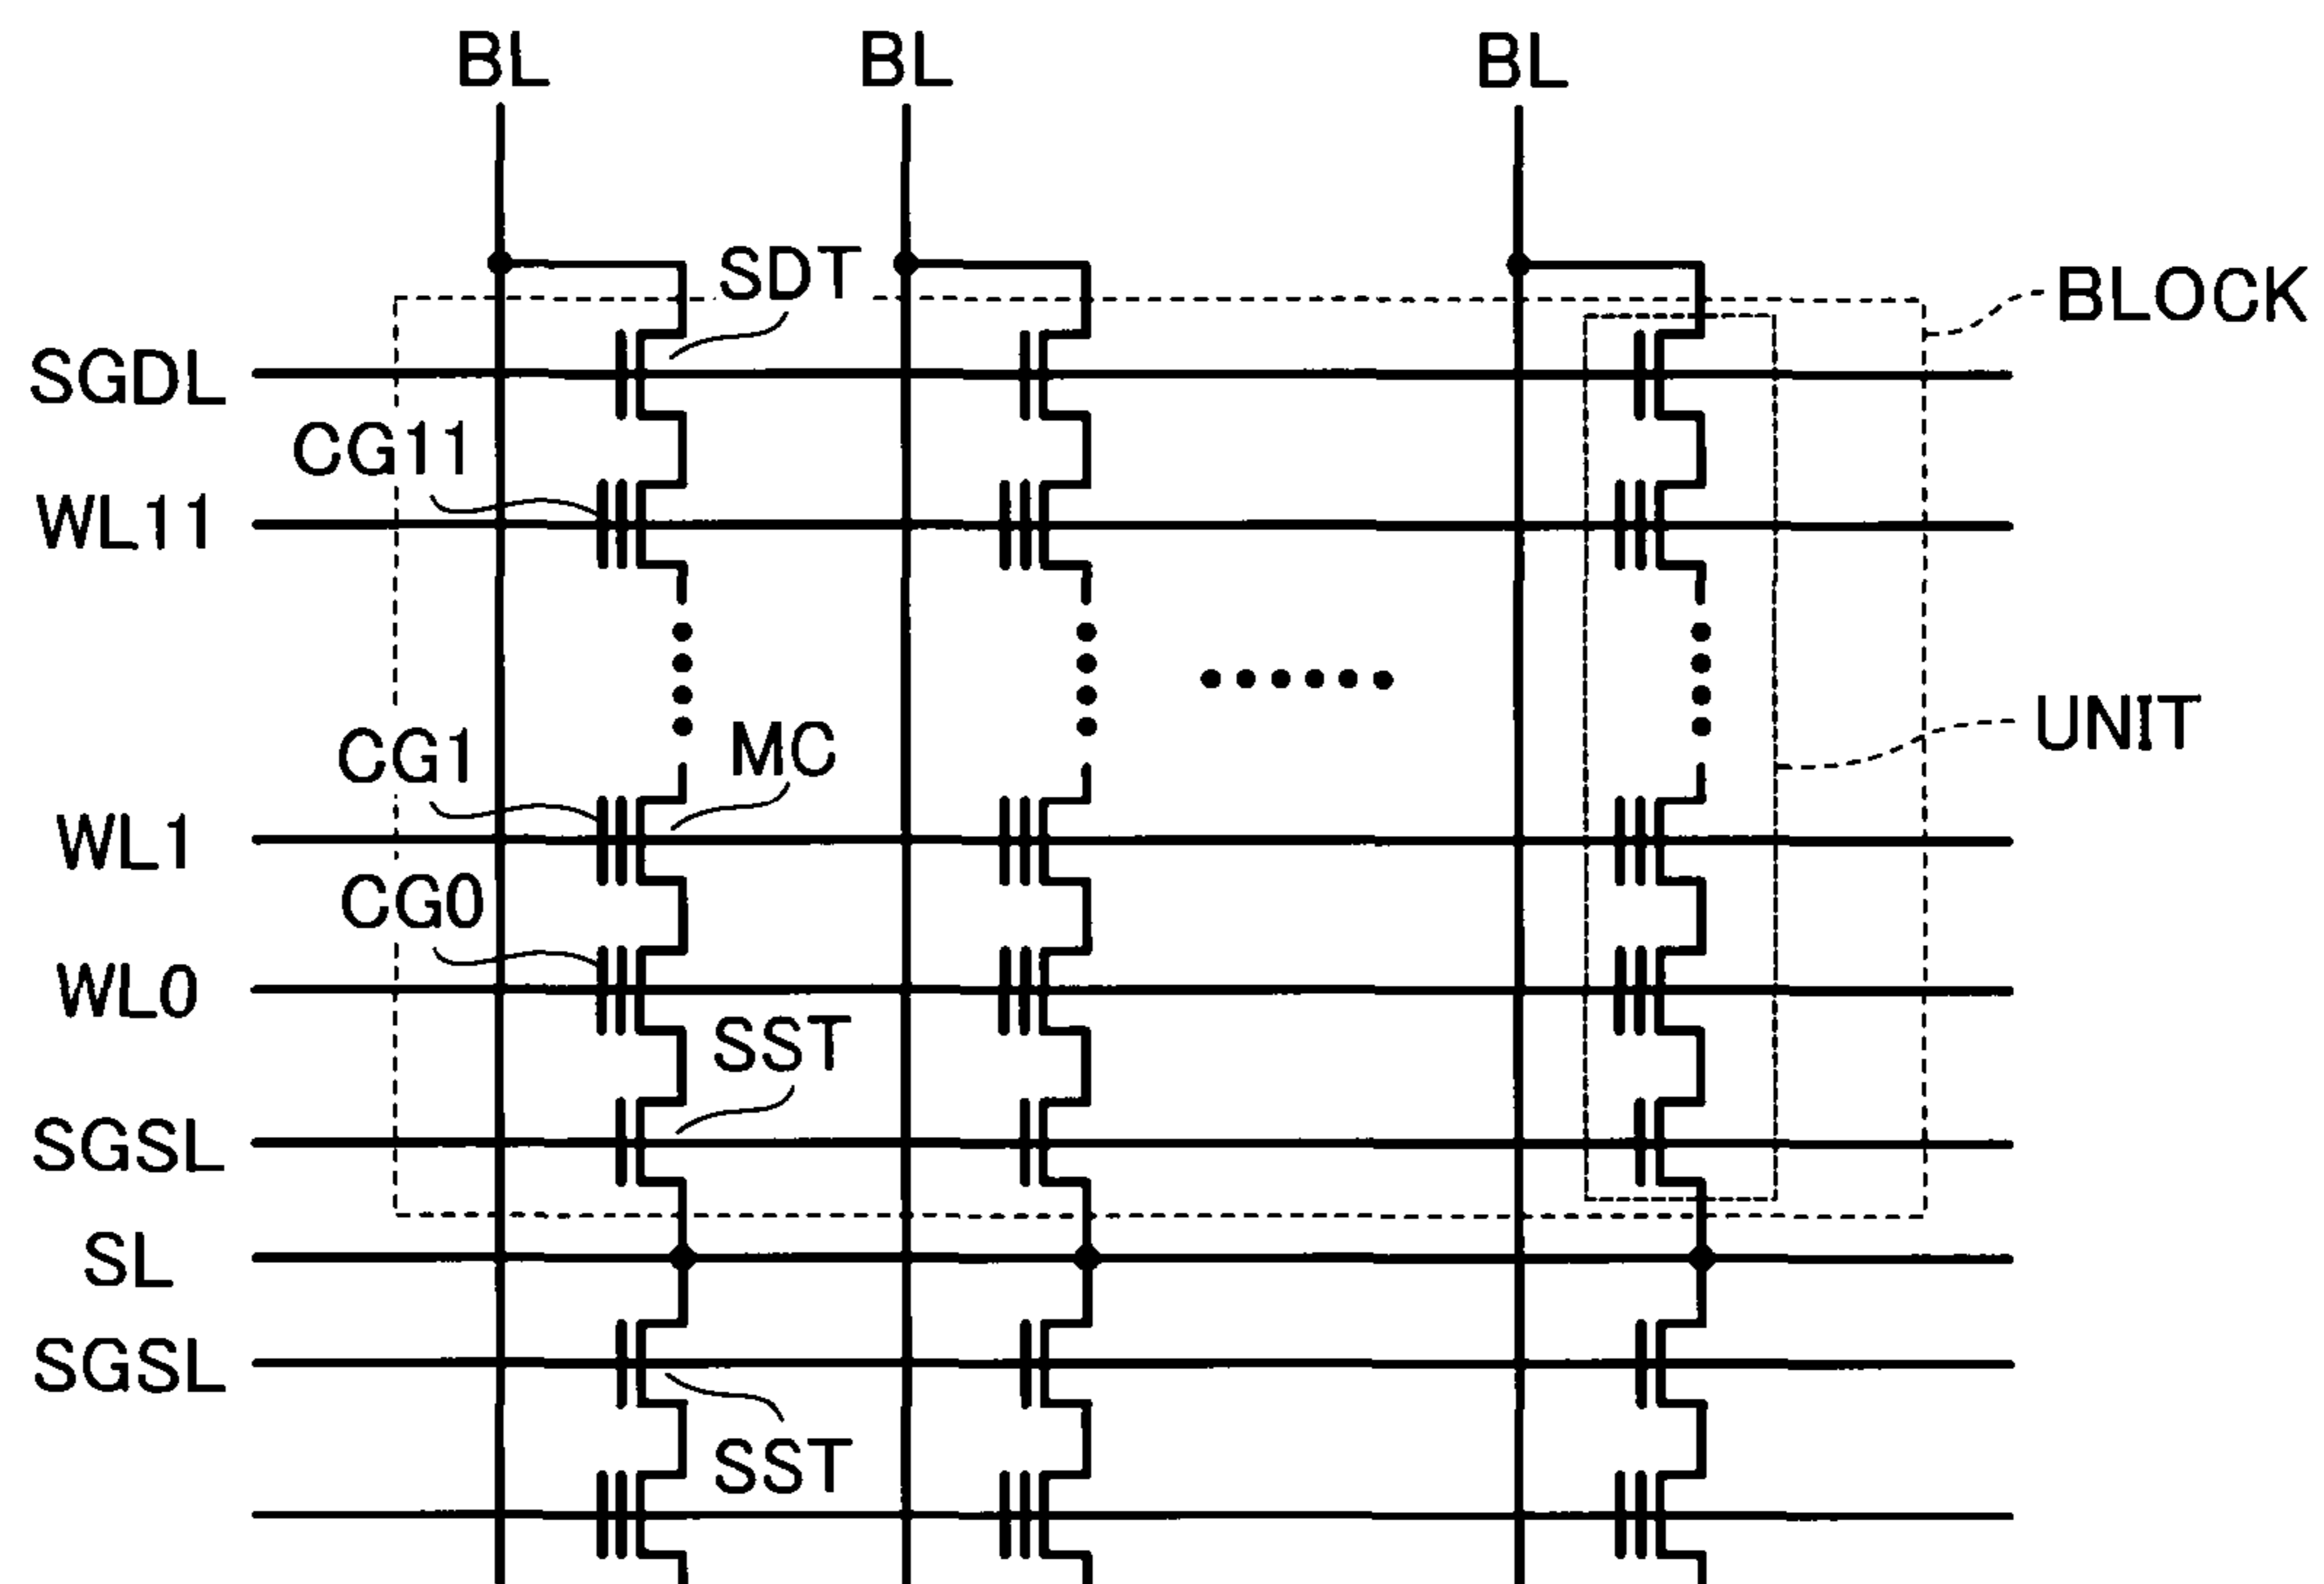 BL BL BL
SDT
BLOCK
SGDL
CG11
WL11
UNIT
CG1 MC
WL1
CG0
WL0
SST
SGSL
SL
SGSL
SST